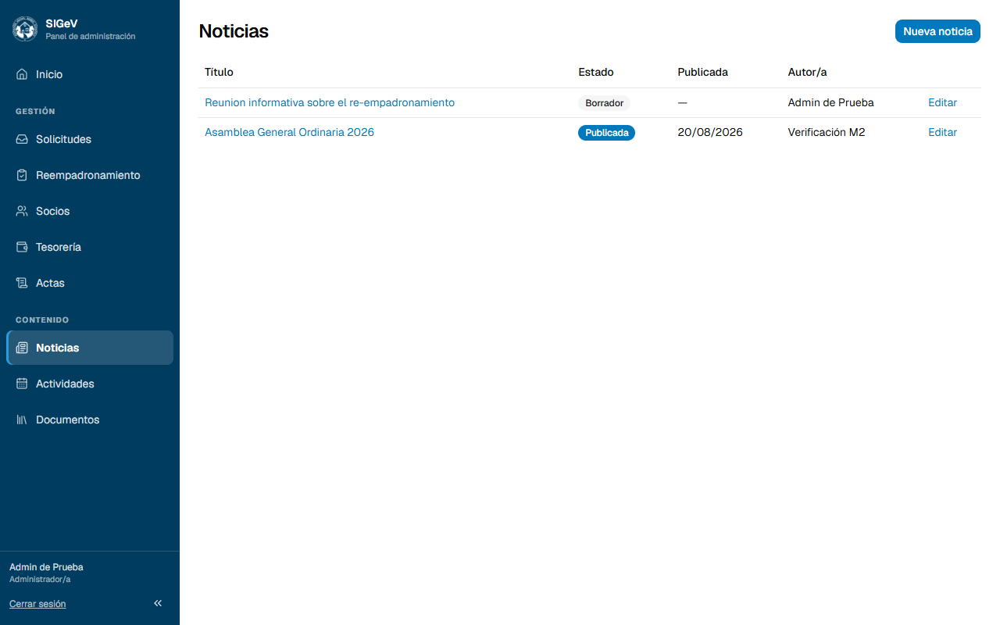 SIGeV
Panel de administración
Inicio
GESTIÓN
Solicitudes
Reempadronamiento
Socios
Tesorería
Actas
CONTENIDO
Noticias
Actividades
Documentos
Admin de Prueba
Administrador/a
Cerrar sesión
Noticias
Nueva noticia
Título Estado Publicada Autor/a
Reunion informativa sobre el re-empadronamiento Borrador — Admin de Prueba Editar
Asamblea General Ordinaria 2026 Publicada 20/08/2026 Verificación M2 Editar